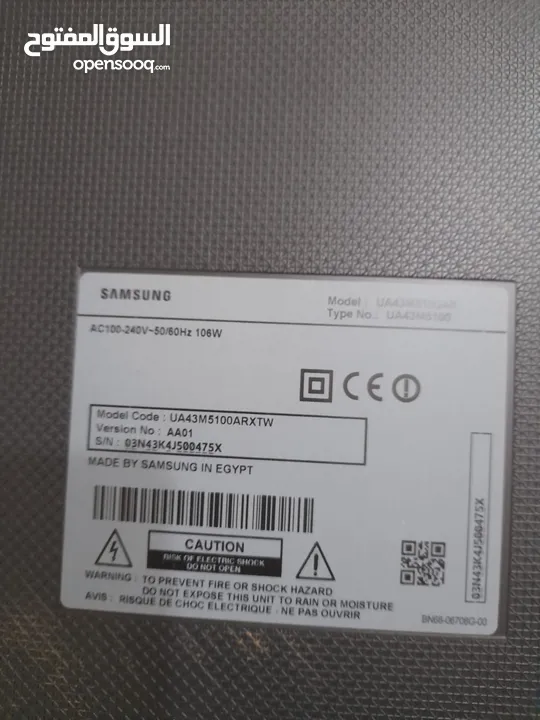 السوق المفتوح
opensooq.com
SAMSUNG
Model : UA43M5100AR
Type No. : UA43M5100
AC100-240V~50/60Hz 106W
Model Code : UA43M5100ARXTW
Version No : AA01
S/N : 03N43K4J500475X
MADE BY SAMSUNG IN EGYPT
CAUTION
RISK OF ELECTRIC SHOCK
DO NOT OPEN
WARNING : TO PREVENT FIRE OR SHOCK HAZARD
DO NOT EXPOSE THIS UNIT TO RAIN OR MOISTURE
AVIS : RISQUE DE CHOC ELECTRIQUE - NE PAS OUVRIR
03N43K4J500475X
BN68-06706G-00